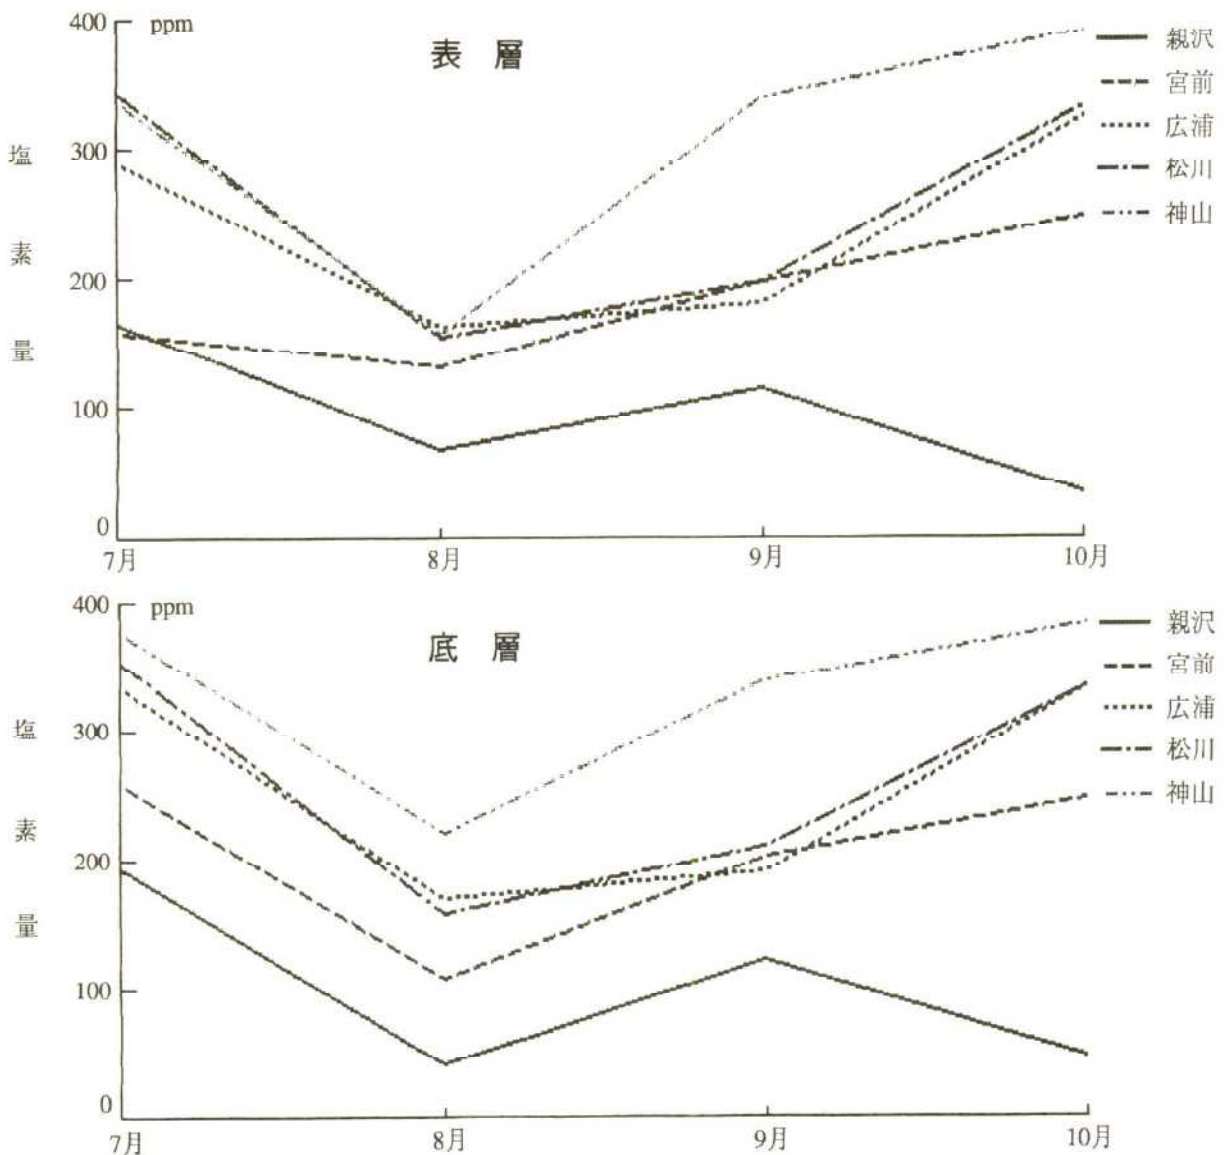 400 ppm
表層
300
200
100
0
塩素量
7月 8月 9月 10月
親沢
宮前
広浦
松川
神山
400 ppm
底層
300
200
100
0
塩素量
7月 8月 9月 10月
親沢
宮前
広浦
松川
神山